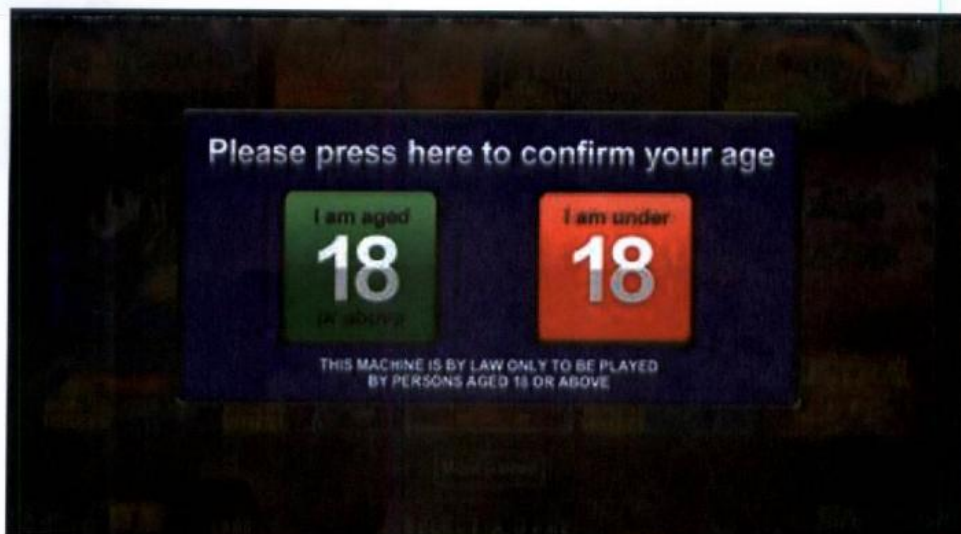 Please press here to confirm your age
I am aged
18
or above
I am under
18
THIS MACHINE IS BY LAW ONLY TO BE PLAYED
BY PERSONS AGED 18 OR ABOVE